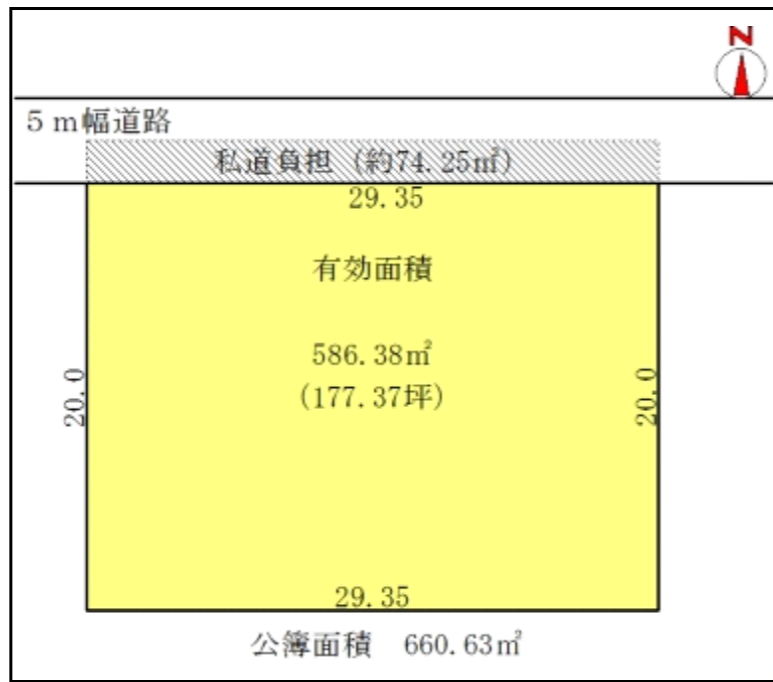 N
5m幅道路
私道負担 (約74.25㎡)
29.35
有効面積
586.38㎡
(177.37坪)
20.0
20.0
29.35
公簿面積 660.63㎡